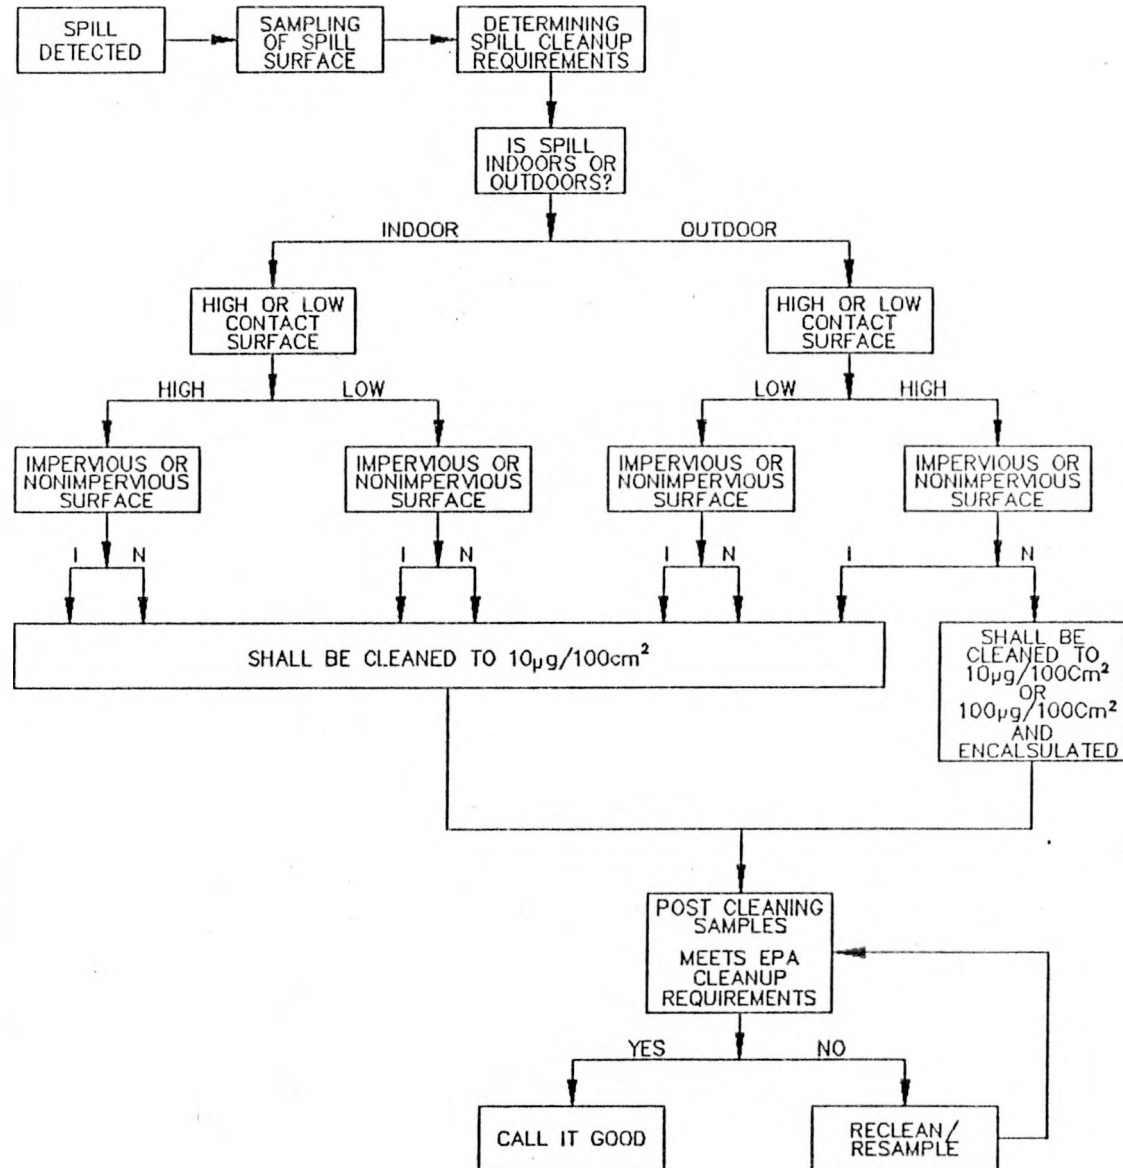 SPILL
DETECTED
SAMPLING
OF SPILL
SURFACE
DETERMINING
SPILL CLEANUP
REQUIREMENTS
IS SPILL
INDOORS OR
OUTDOORS?
INDOOR
OUTDOOR
HIGH OR LOW
CONTACT
SURFACE
HIGH OR LOW
CONTACT
SURFACE
HIGH
LOW
LOW
HIGH
IMPERVIOUS OR
NONIMPERVIOUS
SURFACE
IMPERVIOUS OR
NONIMPERVIOUS
SURFACE
IMPERVIOUS OR
NONIMPERVIOUS
SURFACE
IMPERVIOUS OR
NONIMPERVIOUS
SURFACE
I
N
I
N
I
N
I
N
SHALL BE CLEANED TO 10µg/100cm²
SHALL BE
CLEANED TO
10µg/100Cm²
OR
100µg/100Cm²
AND
ENCALSULATED
POST CLEANING
SAMPLES
MEETS EPA
CLEANUP
REQUIREMENTS
YES
NO
CALL IT GOOD
RECLEAN/
RESAMPLE